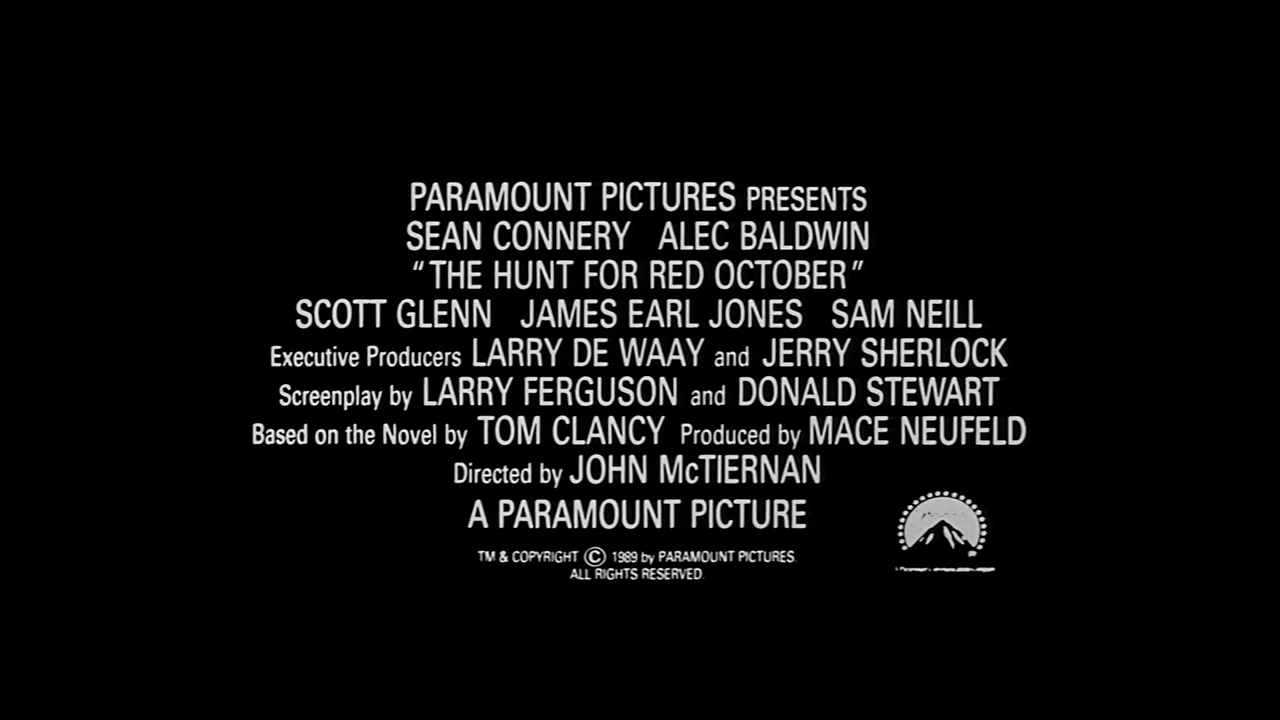 PARAMOUNT PICTURES PRESENTS
SEAN CONNERY ALEC BALDWIN
“THE HUNT FOR RED OCTOBER”
SCOTT GLENN JAMES EARL JONES SAM NEILL
Executive Producers LARRY DE WAAY and JERRY SHERLOCK
Screenplay by LARRY FERGUSON and DONALD STEWART
Based on the Novel by TOM CLANCY Produced by MACE NEUFELD
Directed by JOHN McTIERNAN
A PARAMOUNT PICTURE
TM & COPYRIGHT © 1989 by PARAMOUNT PICTURES.
ALL RIGHTS RESERVED.